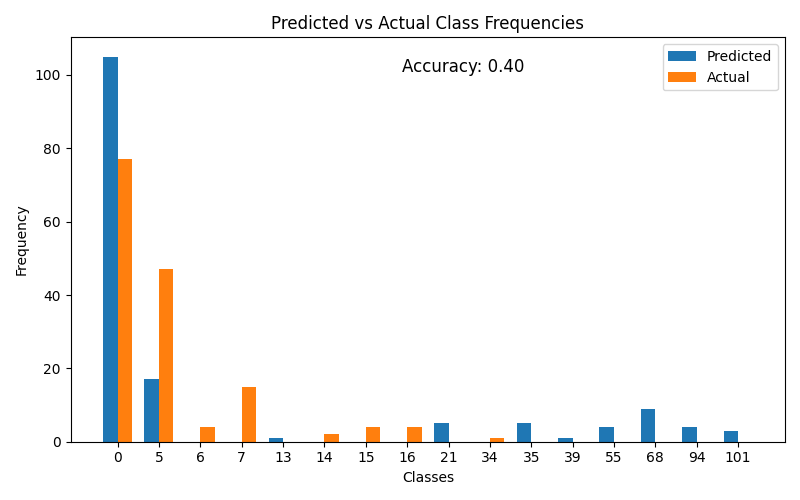 Predicted vs Actual Class Frequencies
Accuracy: 0.40
Predicted
Actual
Frequency
100
80
60
40
20
0
0 5 6 7 13 14 15 16 21 34 35 39 55 68 94 101
Classes